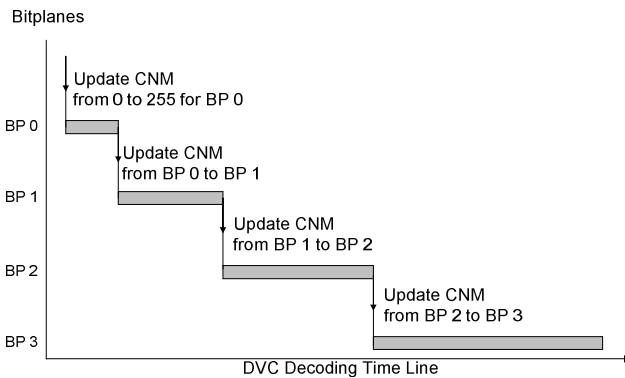 Bitplanes
Update CNM
from 0 to 255 for BP 0
BP 0
Update CNM
from BP 0 to BP 1
BP 1
Update CNM
from BP 1 to BP 2
BP 2
Update CNM
from BP 2 to BP 3
BP 3
DVC Decoding Time Line